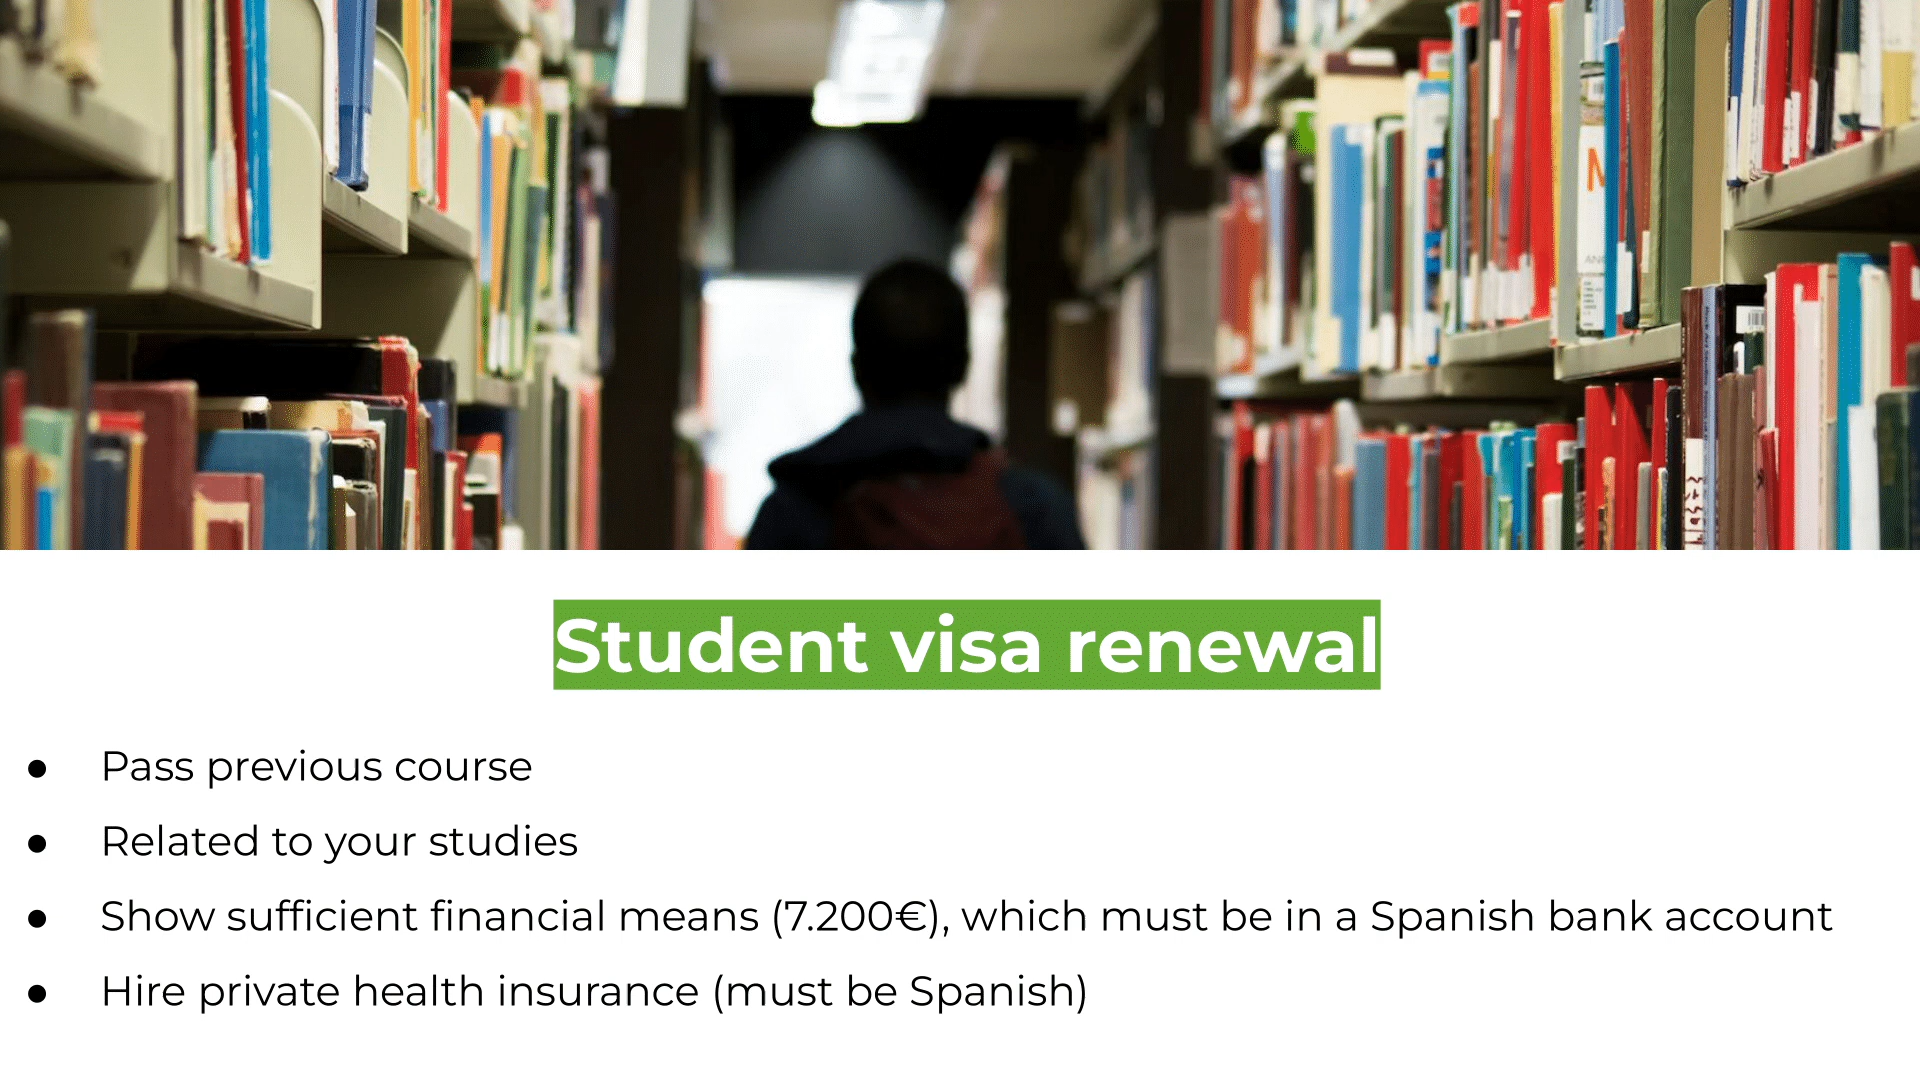 Student visa renewal
● Pass previous course
● Related to your studies
● Show sufficient financial means (7.200€), which must be in a Spanish bank account
● Hire private health insurance (must be Spanish)